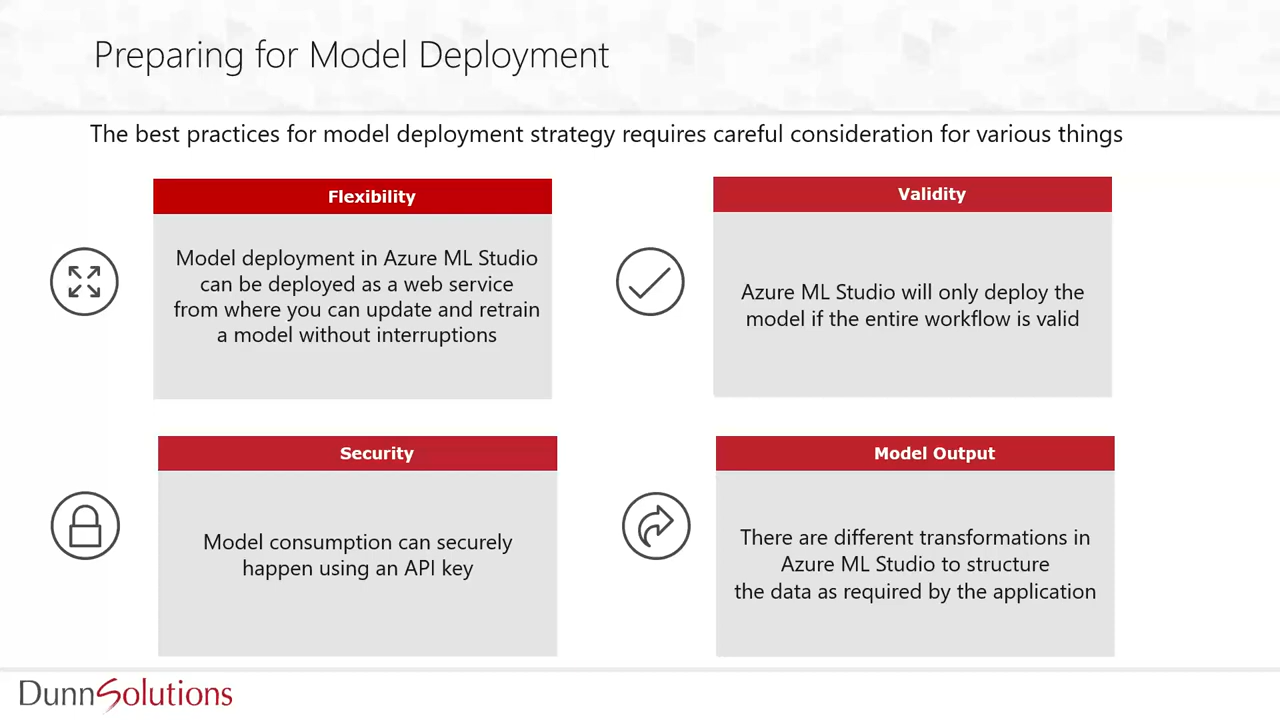 Preparing for Model Deployment
The best practices for model deployment strategy requires careful consideration for various things
Flexibility
Model deployment in Azure ML Studio
can be deployed as a web service
from where you can update and retrain
a model without interruptions
Validity
Azure ML Studio will only deploy the
model if the entire workflow is valid
Security
Model consumption can securely
happen using an API key
Model Output
There are different transformations in
Azure ML Studio to structure
the data as required by the application
DunnSolutions